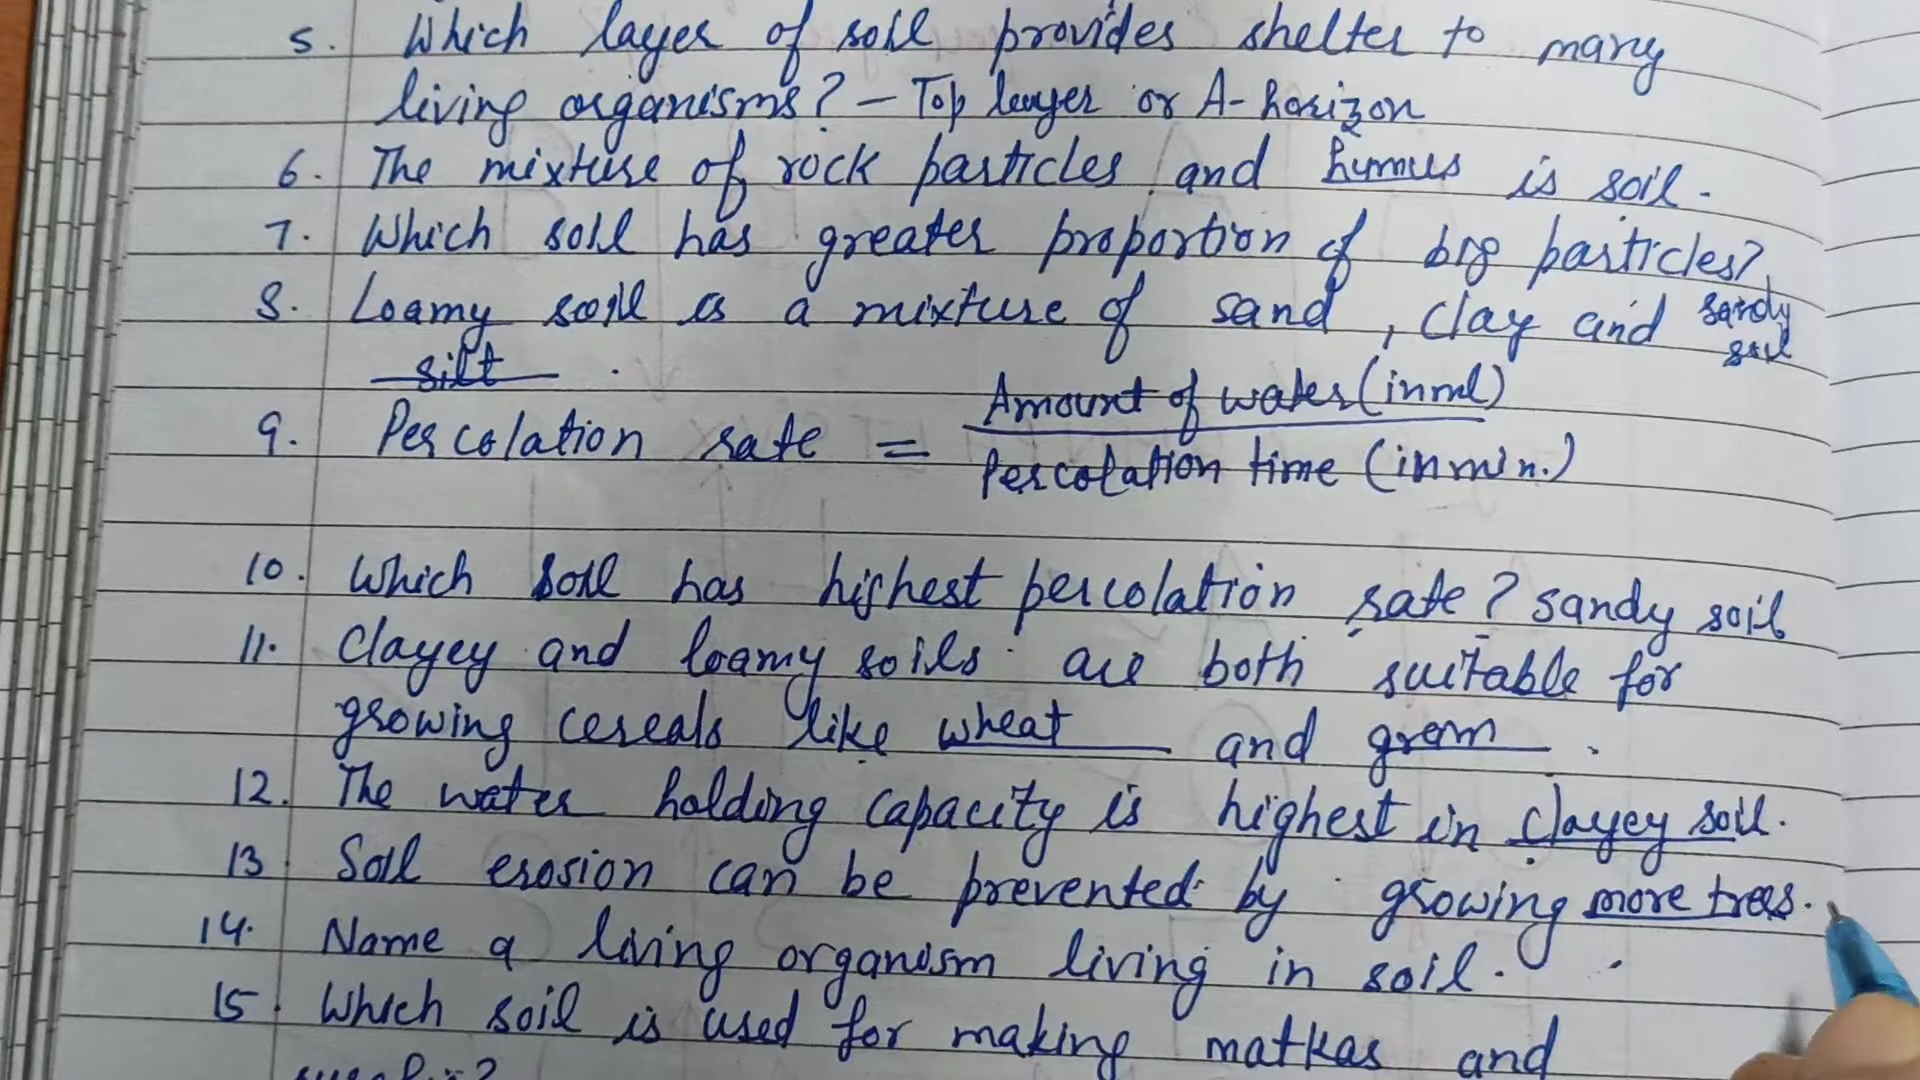 5. Which layer of soil provides shelter to many
living organisms? - Top layer or A-horizon
6. The mixture of rock particles and humus is soil.
7. Which soil has greater proportion of big particles?
sandy soil
8. Loamy soil is a mixture of sand, clay and
silt.
9. Percolation rate = Amount of water (in ml)
Percolation time (in min.)
10. Which soil has highest percolation rate? sandy soil
11. Clayey and loamy soils are both suitable for
growing cereals like wheat and gram.
12. The water holding capacity is highest in clayey soil.
13. Soil erosion can be prevented by growing more trees.
14. Name a living organism living in soil.
15. Which soil is used for making matkas and